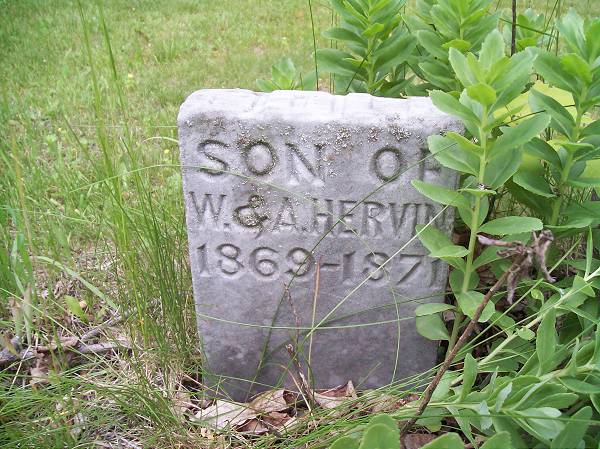 SON OF
W. & A. HERVIN
1869-1871